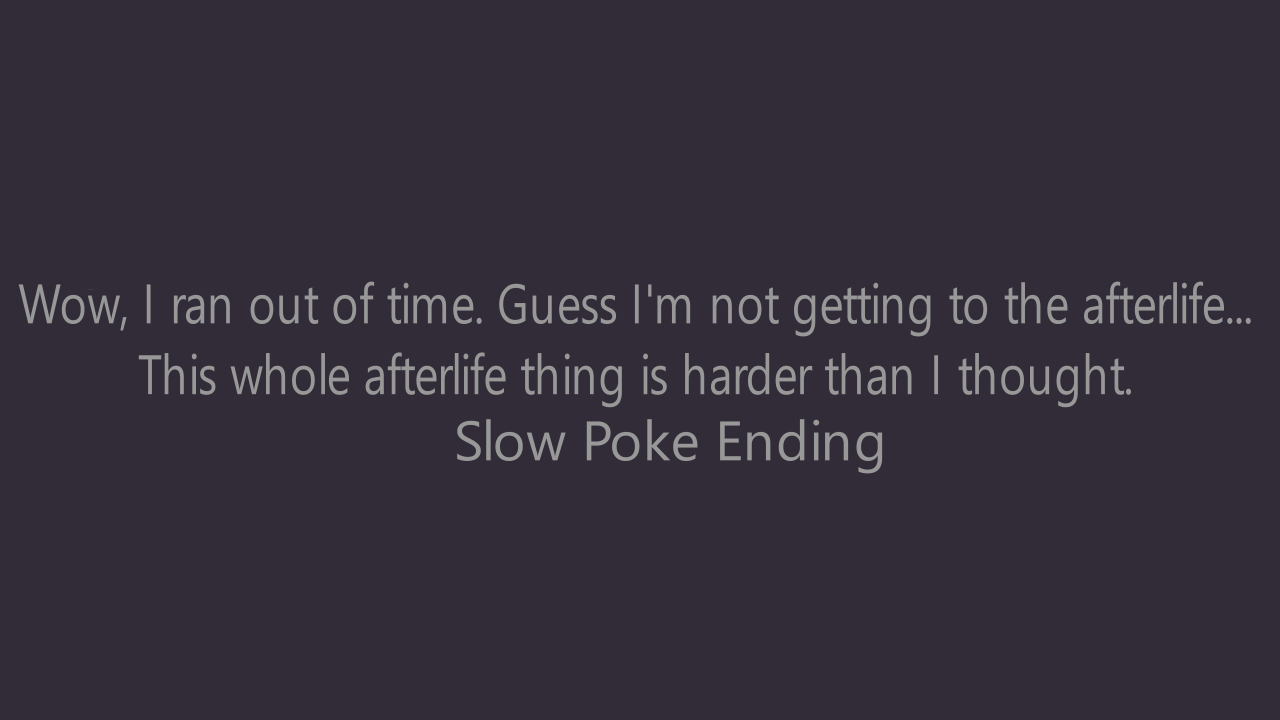 Wow, I ran out of time. Guess I'm not getting to the afterlife...
This whole afterlife thing is harder than I thought.
Slow Poke Ending